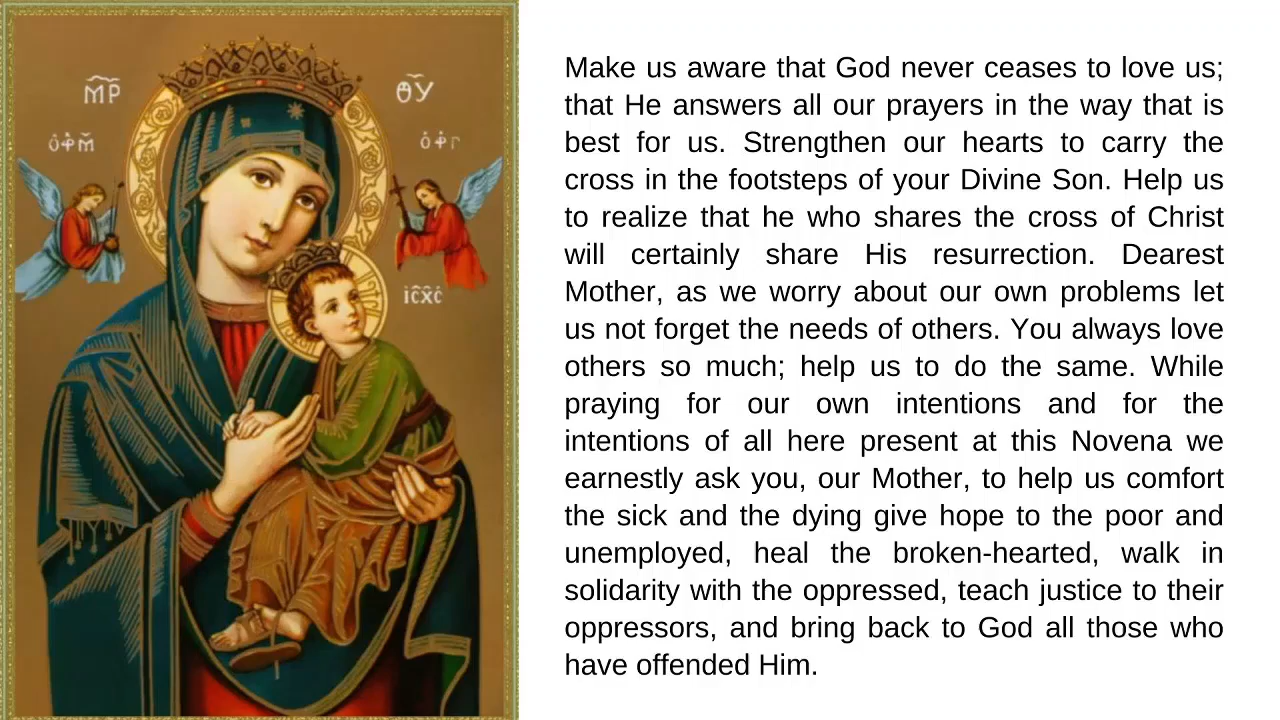 ΜΡ ΘΥ
ὁἀΜ ὁἀΓ
ἰςχς
Make us aware that God never ceases to love us;
that He answers all our prayers in the way that is
best for us. Strengthen our hearts to carry the
cross in the footsteps of your Divine Son. Help us
to realize that he who shares the cross of Christ
will certainly share His resurrection. Dearest
Mother, as we worry about our own problems let
us not forget the needs of others. You always love
others so much; help us to do the same. While
praying for our own intentions and for the
intentions of all here present at this Novena we
earnestly ask you, our Mother, to help us comfort
the sick and the dying give hope to the poor and
unemployed, heal the broken-hearted, walk in
solidarity with the oppressed, teach justice to their
oppressors, and bring back to God all those who
have offended Him.